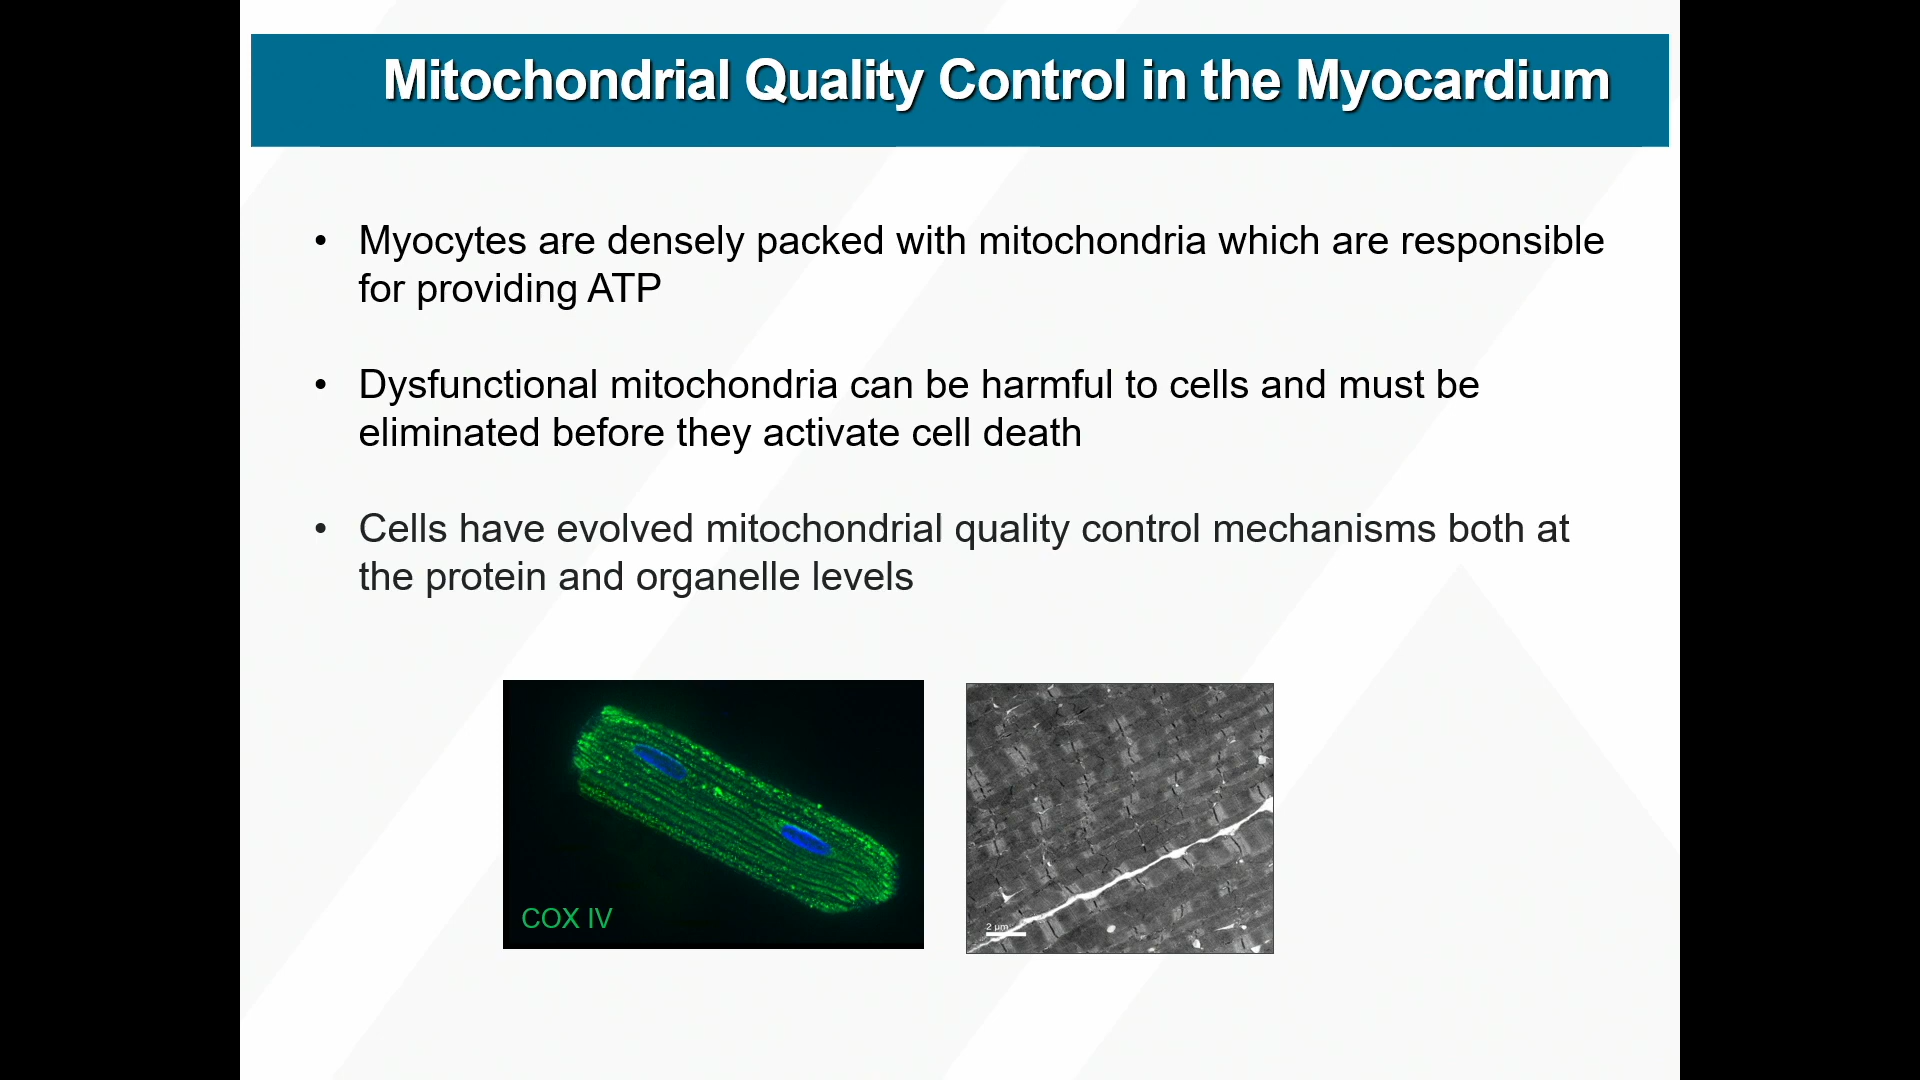 Mitochondrial Quality Control in the Myocardium
• Myocytes are densely packed with mitochondria which are responsible
for providing ATP
• Dysfunctional mitochondria can be harmful to cells and must be
eliminated before they activate cell death
• Cells have evolved mitochondrial quality control mechanisms both at
the protein and organelle levels
COX IV
2 µm